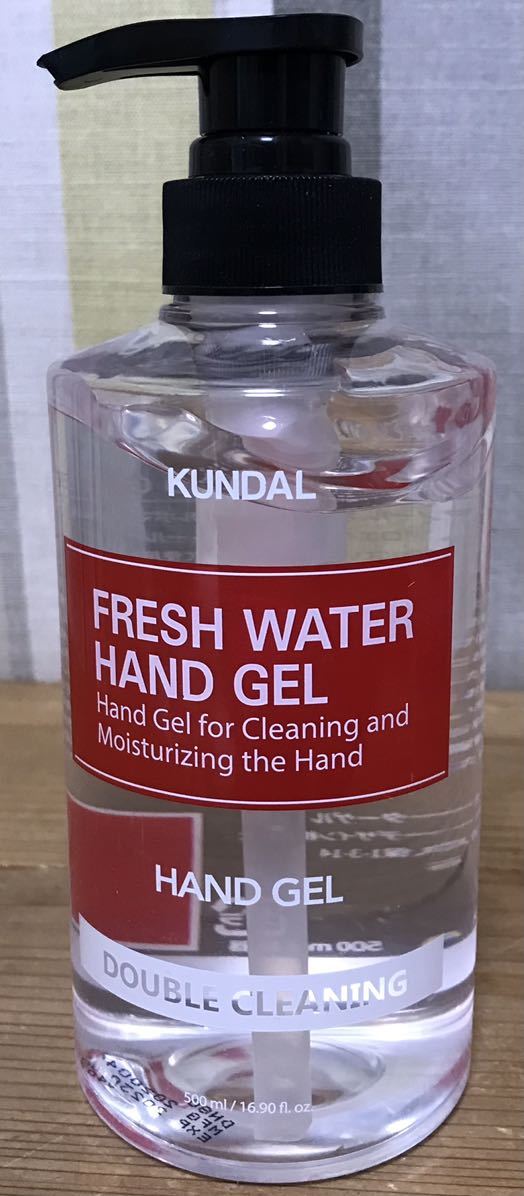 KUNDAL
FRESH WATER
HAND GEL
Hand Gel for Cleaning and
Moisturizing the Hand
HAND GEL
DOUBLE CLEANING
500 ml / 16.90 fl. oz.